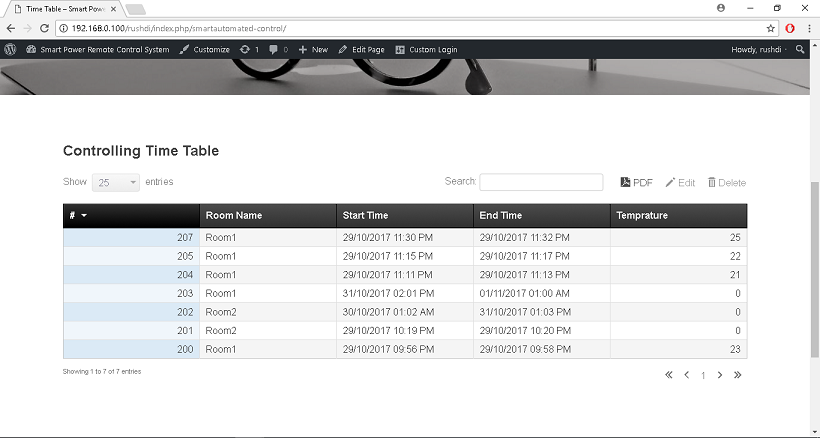 Time Table – Smart Powe
192.168.0.100/rushdi/index.php/smartautomated-control/
Smart Power Remote Control System Customize 1 0 New Edit Page Custom Login Howdy, rushdi
Controlling Time Table
Show 25 entries Search: PDF Edit Delete
# Room Name Start Time End Time Temprature
207 Room1 29/10/2017 11:30 PM 29/10/2017 11:32 PM 25
205 Room1 29/10/2017 11:15 PM 29/10/2017 11:17 PM 22
204 Room1 29/10/2017 11:11 PM 29/10/2017 11:13 PM 21
203 Room1 31/10/2017 02:01 PM 01/11/2017 01:00 AM 0
202 Room2 30/10/2017 01:02 AM 31/10/2017 01:03 PM 0
201 Room2 29/10/2017 10:19 PM 29/10/2017 10:20 PM 0
200 Room1 29/10/2017 09:56 PM 29/10/2017 09:58 PM 23
Showing 1 to 7 of 7 entries 1